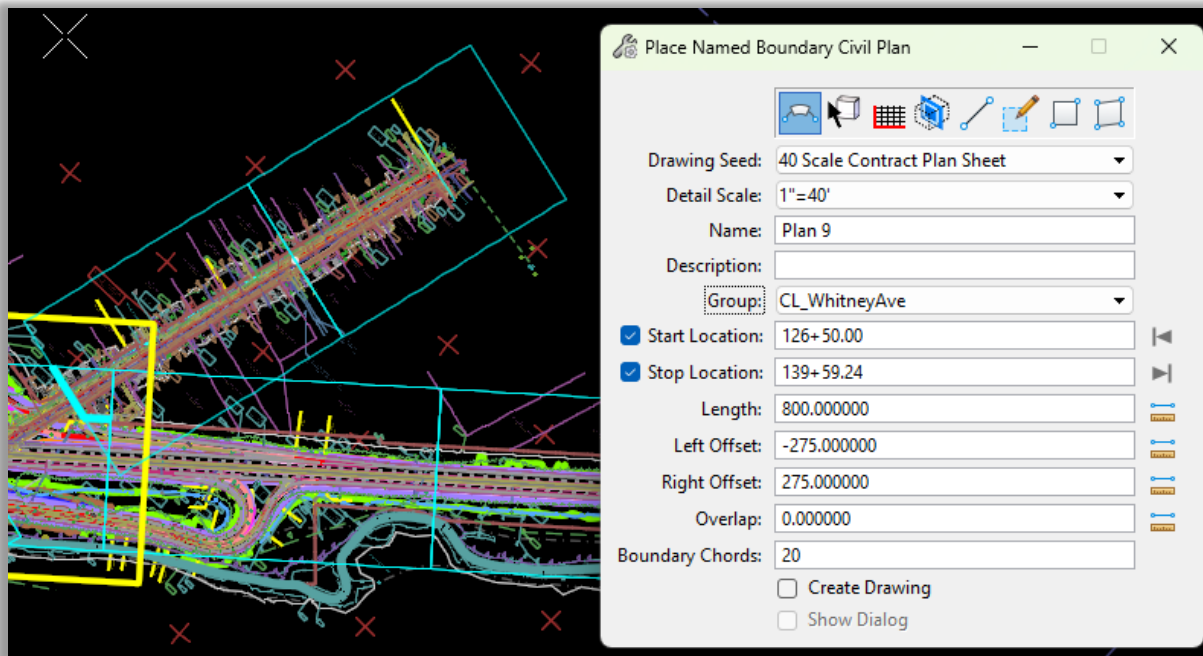 Place Named Boundary Civil Plan
Drawing Seed: 40 Scale Contract Plan Sheet
Detail Scale: 1"=40'
Name: Plan 9
Description:
Group: CL_WhitneyAve
Start Location: 126+50.00
Stop Location: 139+59.24
Length: 800.000000
Left Offset: -275.000000
Right Offset: 275.000000
Overlap: 0.000000
Boundary Chords: 20
Create Drawing
Show Dialog